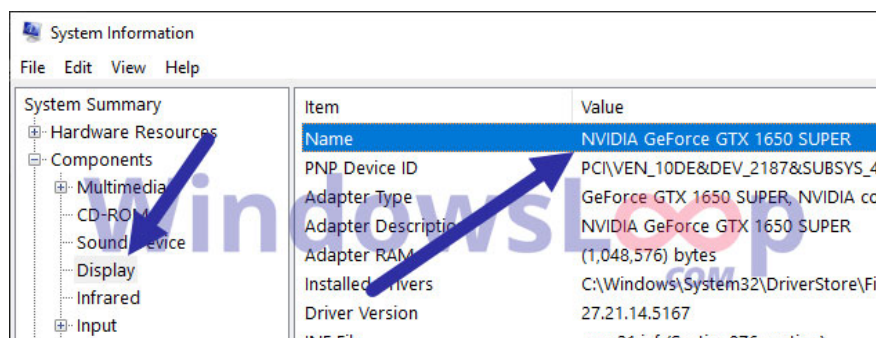 System Information
File Edit View Help
System Summary
Hardware Resources
Components
Multimedia
CD-ROM
Sound Device
Display
Infrared
Input
Item Value
Name NVIDIA GeForce GTX 1650 SUPER
PNP Device ID PCI\VEN_10DE&DEV_2187&SUBSYS_4
Adapter Type GeForce GTX 1650 SUPER, NVIDIA co
Adapter Description NVIDIA GeForce GTX 1650 SUPER
Adapter RAM (1,048,576) bytes
Installed Drivers C:\Windows\System32\DriverStore\Fi
Driver Version 27.21.14.5167
WindowsLoop
.COM